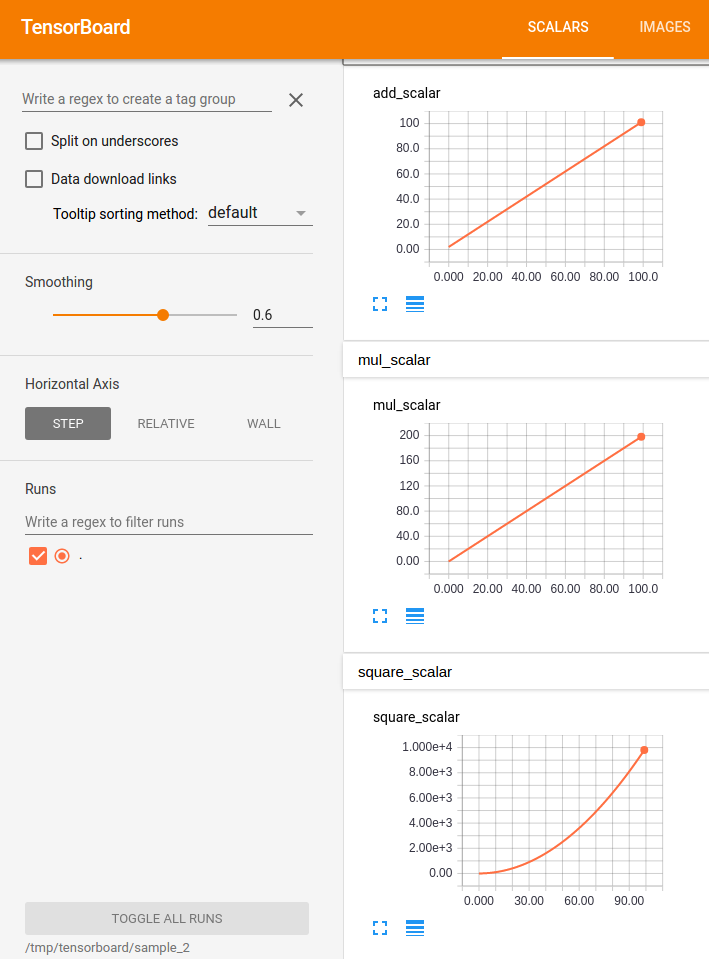 TensorBoard
SCALARS
IMAGES
Write a regex to create a tag group
Split on underscores
Data download links
Tooltip sorting method: default
Smoothing
0.6
Horizontal Axis
STEP
RELATIVE
WALL
Runs
Write a regex to filter runs
.
TOGGLE ALL RUNS
/tmp/tensorboard/sample_2
add_scalar
100
80.0
60.0
40.0
20.0
0.00
0.000 20.00 40.00 60.00 80.00 100.0
mul_scalar
mul_scalar
200
160
120
80.0
40.0
0.00
0.000 20.00 40.00 60.00 80.00 100.0
square_scalar
square_scalar
1.000e+4
8.00e+3
6.00e+3
4.00e+3
2.00e+3
0.00
0.000 30.00 60.00 90.00